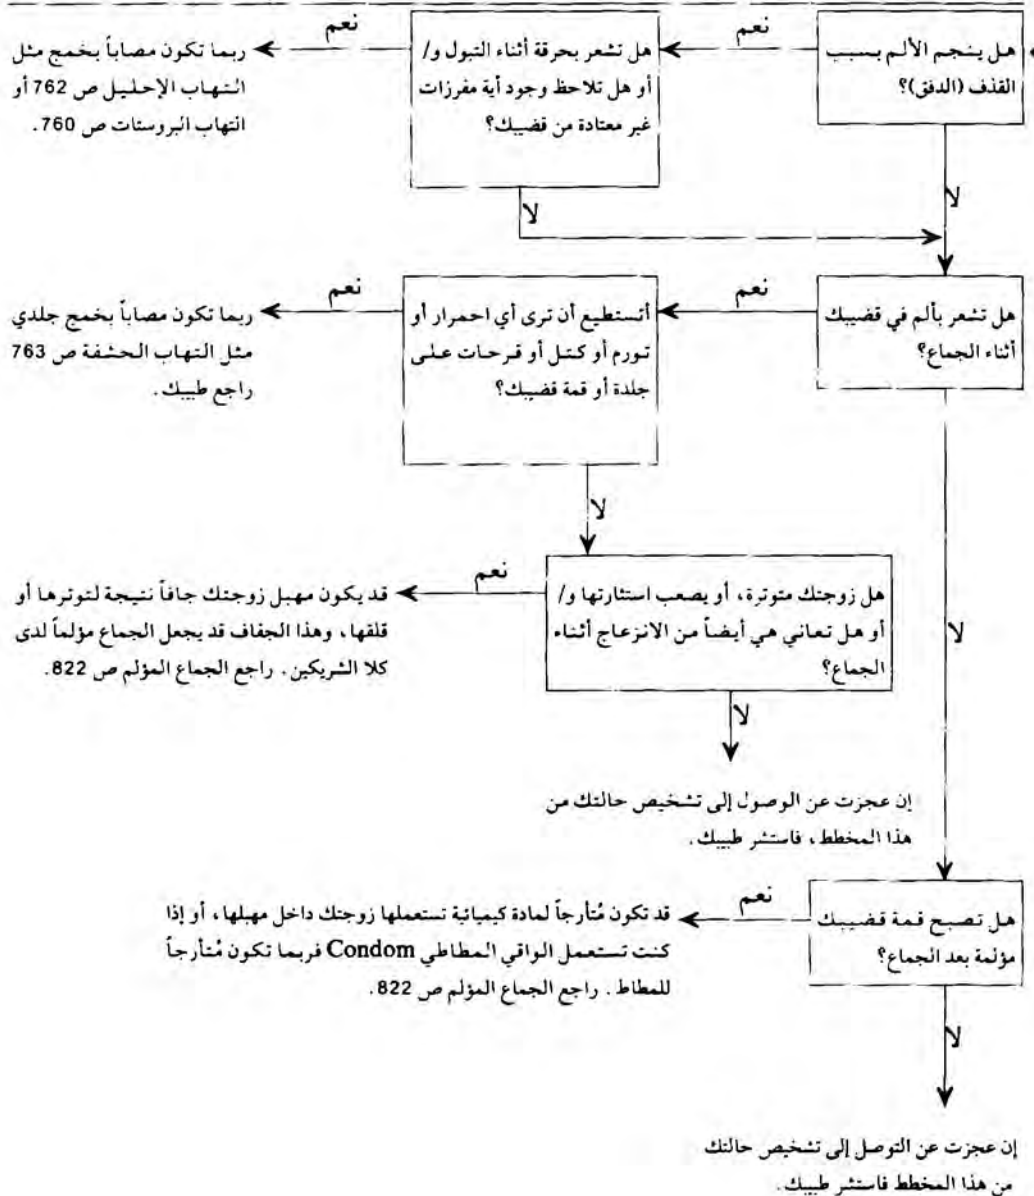 هل ينجم الألم بسبب
القذف (الدفق)؟
نعم
هل تشعر بحرقة أثناء التبول و/
أو هل تلاحظ وجود أية مفرزات
غير معتادة من قضيبك؟
نعم
ربما تكون مصاباً بخمج مثل
التهاب الإحليل ص 762 أو
التهاب البروستات ص 760.
لا
لا
هل تشعر بألم في قضيبك
أثناء الجماع؟
نعم
أتستطيع أن ترى أي احمرار أو
تورم أو كتل أو قرحات على
جلدة أو قمة قضيبك؟
نعم
ربما تكون مصاباً بخمج جلدي
مثل التهاب الحشفة ص 763
راجع طبيبك.
لا
لا
هل زوجتك متوترة، أو يصعب استثارتها و/
أو هل تعاني هي أيضاً من الانزعاج أثناء
الجماع؟
نعم
قد يكون مهبل زوجتك جافاً نتيجة لتوترها أو
قلقها، وهذا الجفاف قد يجعل الجماع مؤلماً لدى
كلا الشريكين. راجع الجماع المؤلم ص 822.
لا
إن عجزت عن الوصول إلى تشخيص حالتك من
هذا المخطط، فاستشر طبيبك.
هل تصبح قمة قضيبك
مؤلمة بعد الجماع؟
نعم
قد تكون مُتأرجاً لمادة كيميائية تستعملها زوجتك داخل مهبلها، أو إذا
كنت تستعمل الواقي المطاطي Condom فربما تكون مُتأرجاً
للمطاط. راجع الجماع المؤلم ص 822.
لا
إن عجزت عن التوصل إلى تشخيص حالتك
من هذا المخطط فاستشر طبيبك.